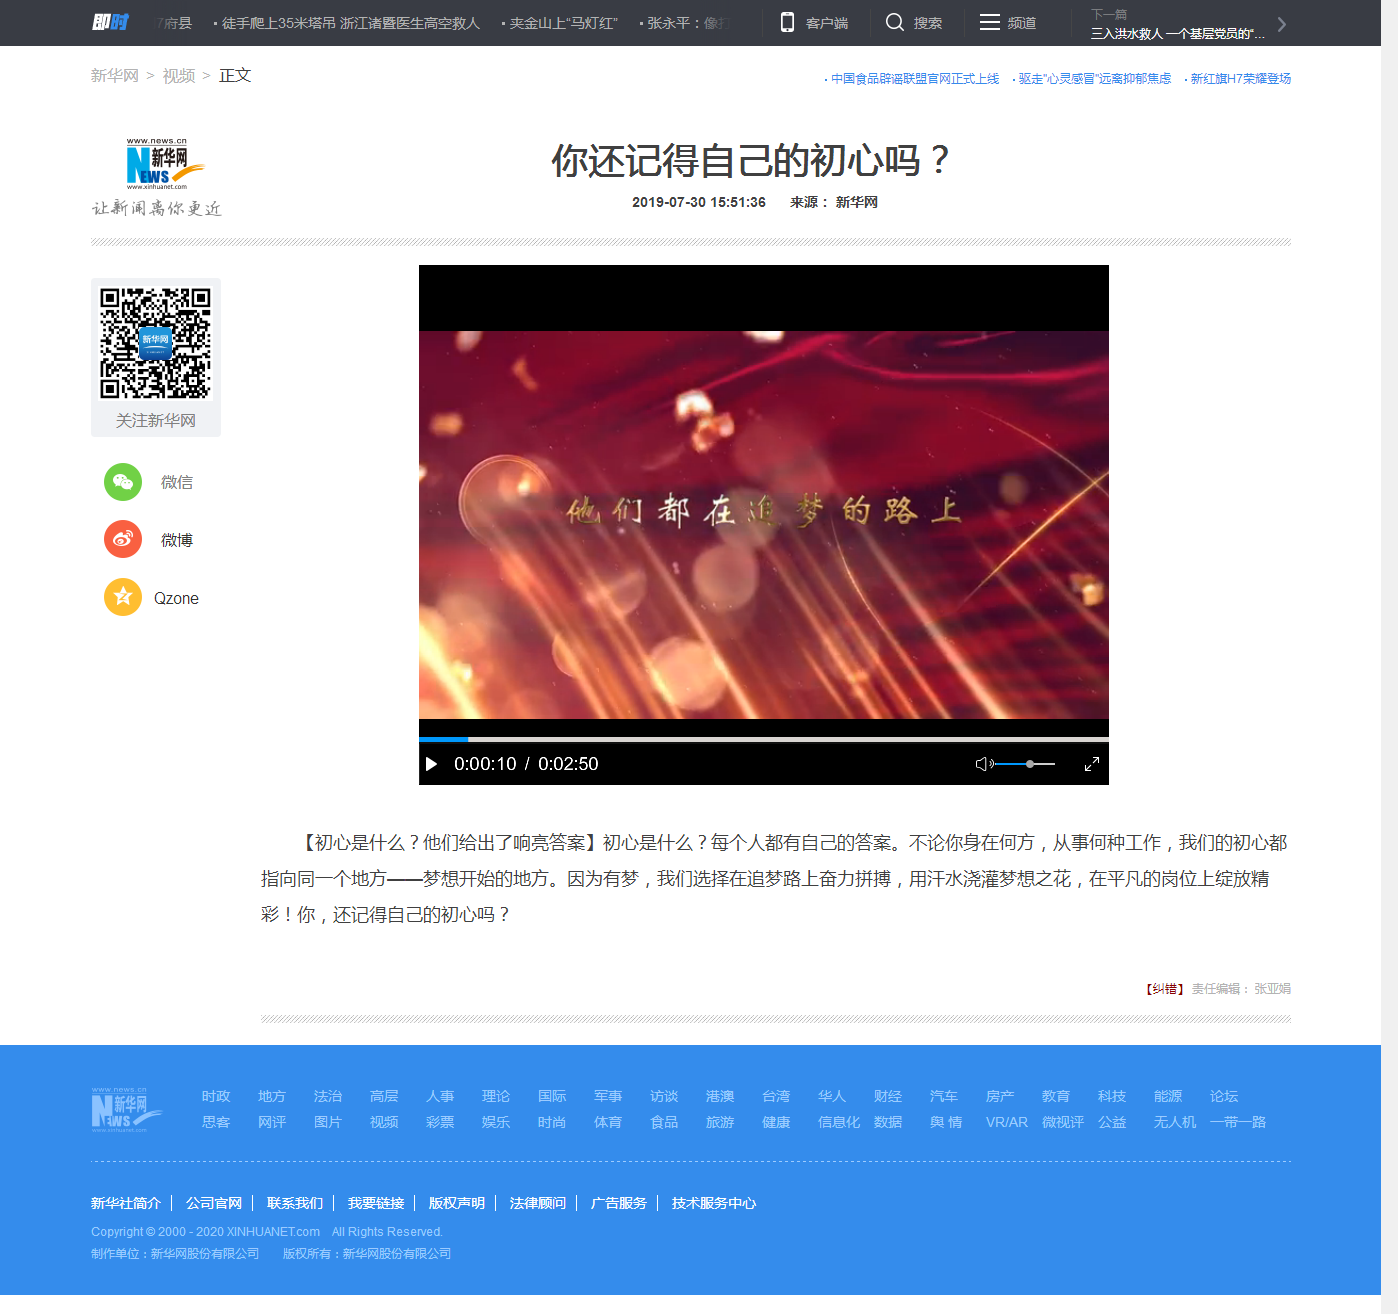 即时 府县 · 徒手爬上35米塔吊 浙江诸暨医生高空救人 · 夹金山上“马灯红” · 张永平：像 客户端 搜索 频道
下一篇
三入洪水救人 一个基层党员的“...
新华网 > 视频 > 正文
· 中国食品辟谣联盟官网正式上线 · 驱走"心灵感冒"远离抑郁焦虑 · 新红旗H7荣耀登场
www.news.cn
新华网
NEWS
www.xinhuanet.com
让新闻离你更近
你还记得自己的初心吗？
2019-07-30 15:51:36 来源： 新华网
新华网
关注新华网
微信
微博
Qzone
他们都在追梦的路上
0:00:10 / 0:02:50
【初心是什么？他们给出了响亮答案】初心是什么？每个人都有自己的答案。不论你身在何方，从事何种工作，我们的初心都
指向同一个地方——梦想开始的地方。因为有梦，我们选择在追梦路上奋力拼搏，用汗水浇灌梦想之花，在平凡的岗位上绽放精
彩！你，还记得自己的初心吗？
【纠错】 责任编辑： 张亚娟
www.news.cn
新华网
NEWS
www.xinhuanet.com
时政 地方 法治 高层 人事 理论 国际 军事 访谈 港澳 台湾 华人 财经 汽车 房产 教育 科技 能源 论坛
思客 网评 图片 视频 彩票 娱乐 时尚 体育 食品 旅游 健康 信息化 数据 舆 情 VR/AR 微视评 公益 无人机 一带一路
新华社简介 公司官网 联系我们 我要链接 版权声明 法律顾问 广告服务 技术服务中心
Copyright © 2000 - 2020 XINHUANET.com All Rights Reserved.
制作单位：新华网股份有限公司 版权所有：新华网股份有限公司